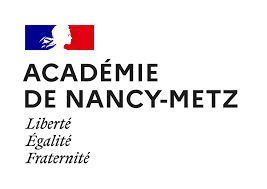 ACADÉMIE
DE NANCY-METZ
Liberté
Égalité
Fraternité